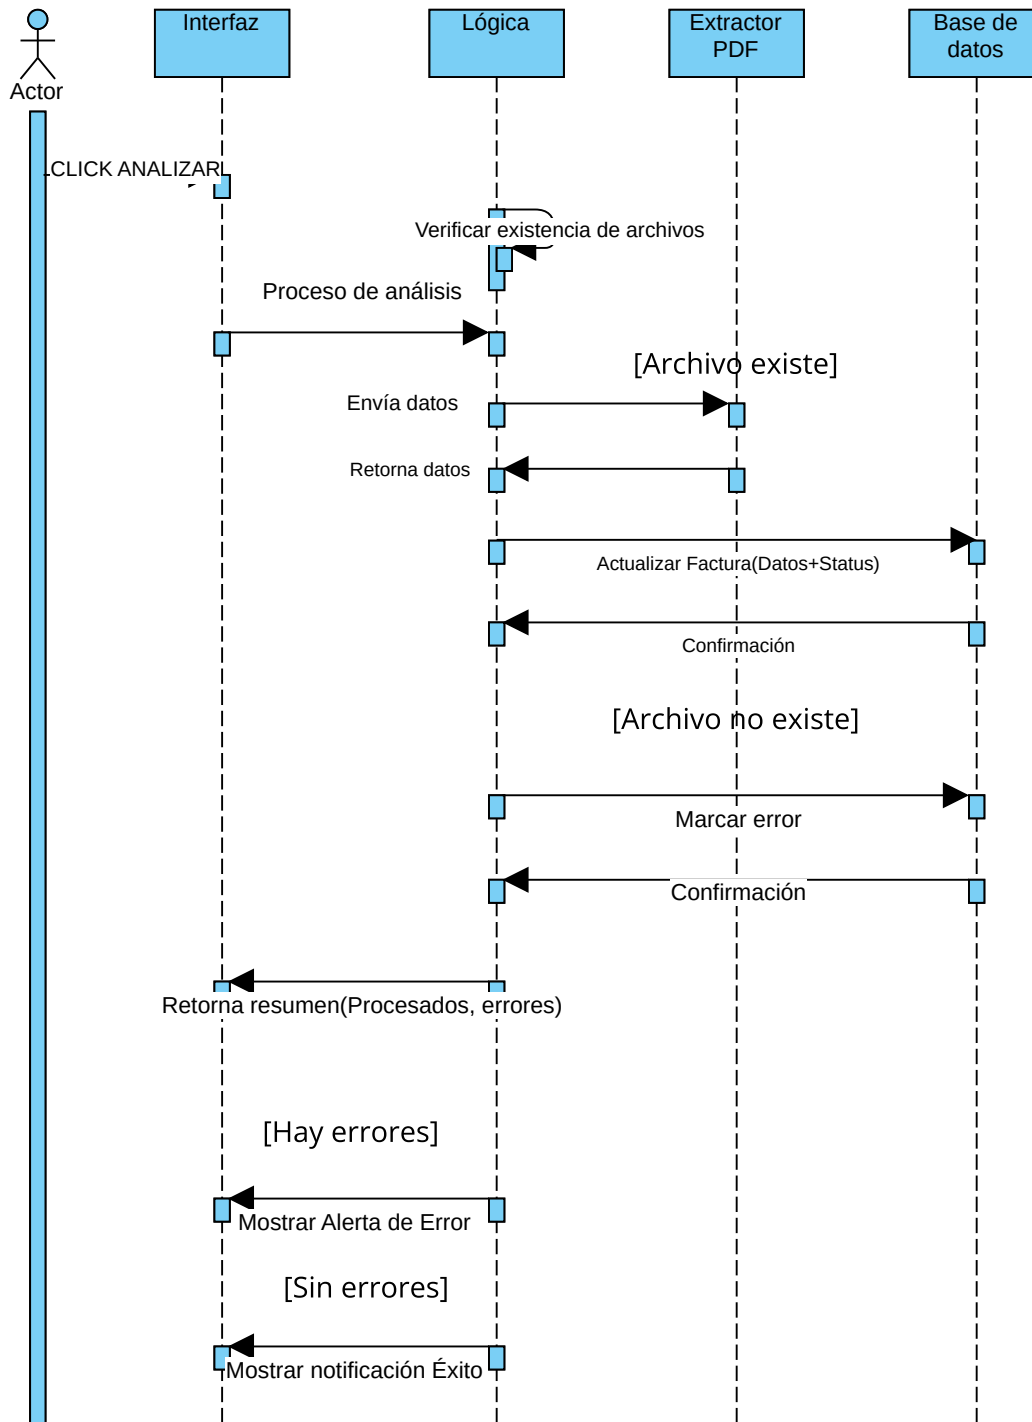 Actor
Interfaz
Lógica
Extractor
PDF
Base de
datos
CLICK ANALIZAR
Verificar existencia de archivos
Proceso de análisis
[Archivo existe]
Envía datos
Retorna datos
Actualizar Factura(Datos+Status)
Confirmación
[Archivo no existe]
Marcar error
Confirmación
Retorna resumen(Procesados, errores)
[Hay errores]
Mostrar Alerta de Error
[Sin errores]
Mostrar notificación Éxito